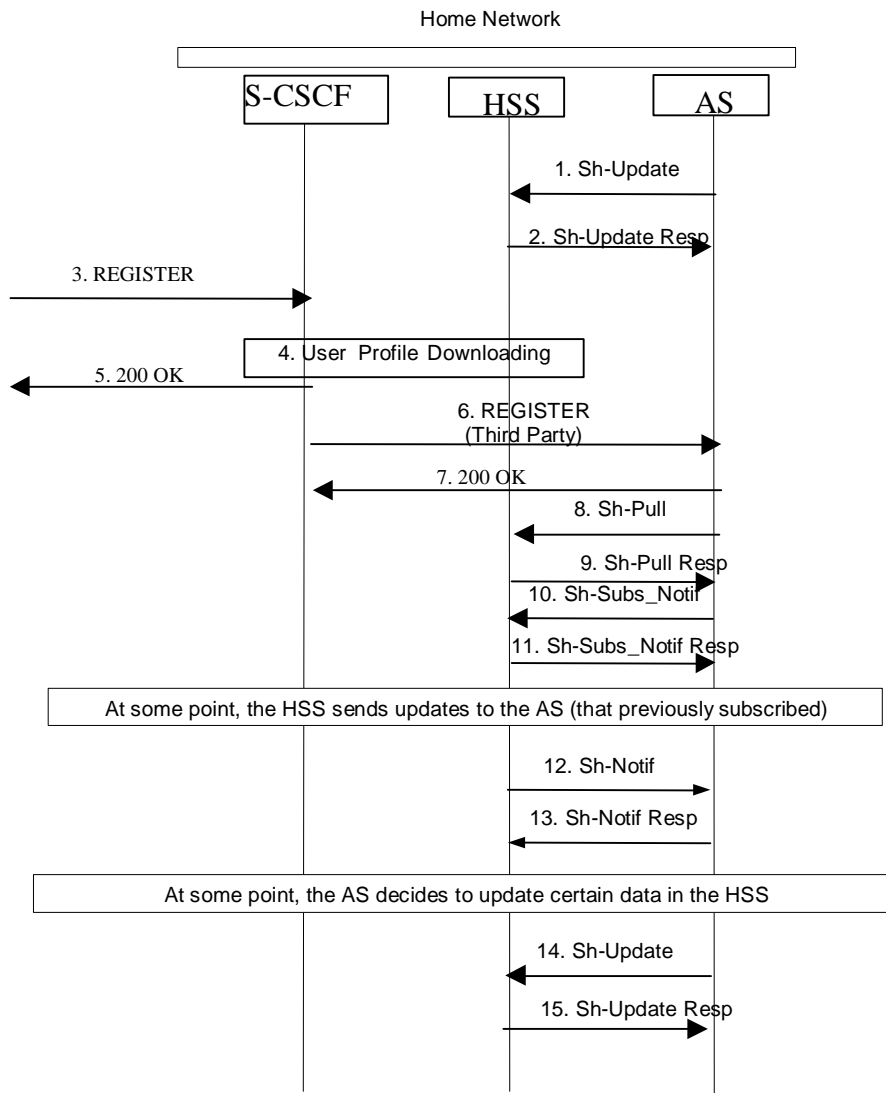 Home Network
S-CSCF
HSS
AS
1. Sh-Update
2. Sh-Update Resp
3. REGISTER
4. User Profile Downloading
5. 200 OK
6. REGISTER
(Third Party)
7. 200 OK
8. Sh-Pull
9. Sh-Pull Resp
10. Sh-Subs_Notif
11. Sh-Subs_Notif Resp
At some point, the HSS sends updates to the AS (that previously subscribed)
12. Sh-Notif
13. Sh-Notif Resp
At some point, the AS decides to update certain data in the HSS
14. Sh-Update
15. Sh-Update Resp